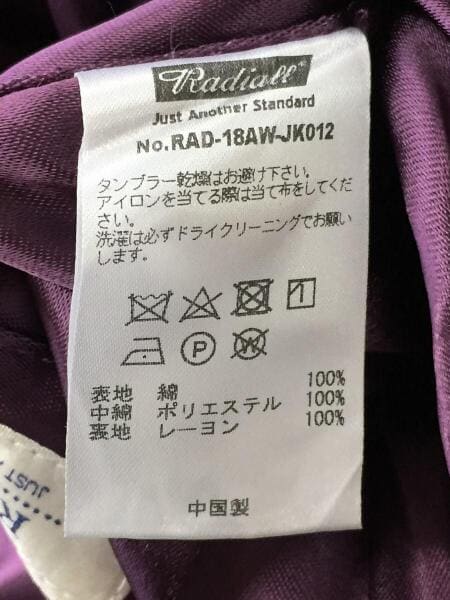 Radiall
Just Another Standard
No.RAD-18AW-JK012
タンブラー乾燥はお避け下さい。
アイロンを当てる際は当て布をしてくだ
さい。
洗濯は必ずドライクリーニングでお願い
します。
P W
表地 綿 100%
中綿 ポリエステル 100%
裏地 レーヨン 100%
中国製
R
JUST